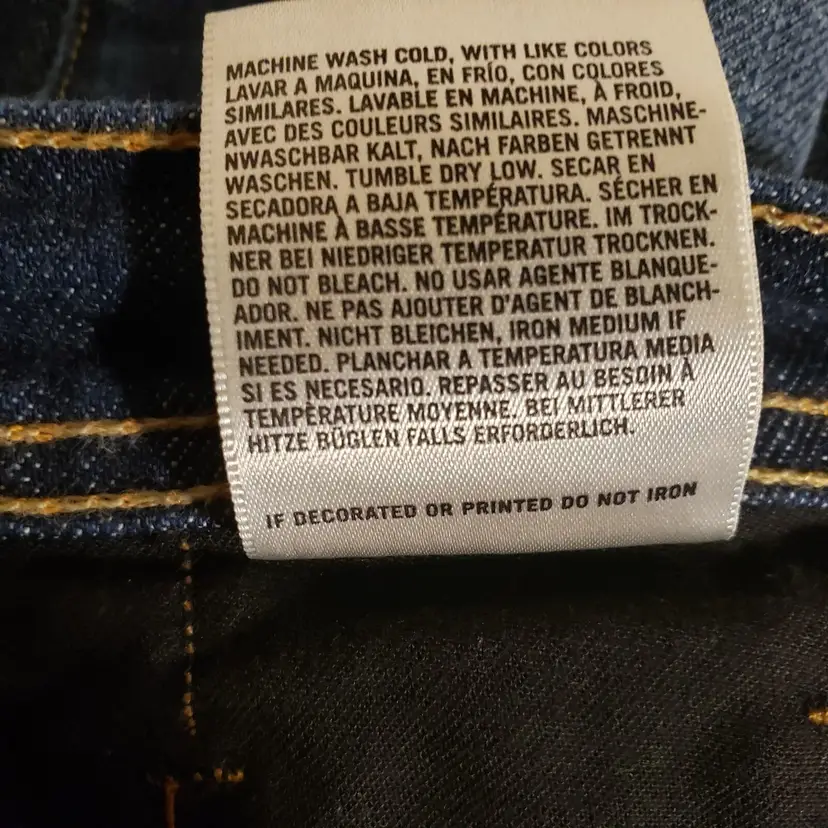 MACHINE WASH COLD, WITH LIKE COLORS
LAVAR A MAQUINA, EN FRÍO, CON COLORES
SIMILARES. LAVABLE EN MACHINE, À FROID,
AVEC DES COULEURS SIMILAIRES. MASCHINE-
NWASCHBAR KALT, NACH FARBEN GETRENNT
WASCHEN. TUMBLE DRY LOW. SECAR EN
SECADORA A BAJA TEMPERATURA. SÉCHER EN
MACHINE À BASSE TEMPÉRATURE. IM TROCK-
NER BEI NIEDRIGER TEMPERATUR TROCKNEN.
DO NOT BLEACH. NO USAR AGENTE BLANQUE-
ADOR. NE PAS AJOUTER D'AGENT DE BLANCH-
IMENT. NICHT BLEICHEN, IRON MEDIUM IF
NEEDED. PLANCHAR A TEMPERATURA MEDIA
SI ES NECESARIO. REPASSER AU BESOIN À
TEMPÉRATURE MOYENNE. BEI MITTLERER
HITZE BÜGLEN FALLS ERFORDERLICH.
IF DECORATED OR PRINTED DO NOT IRON